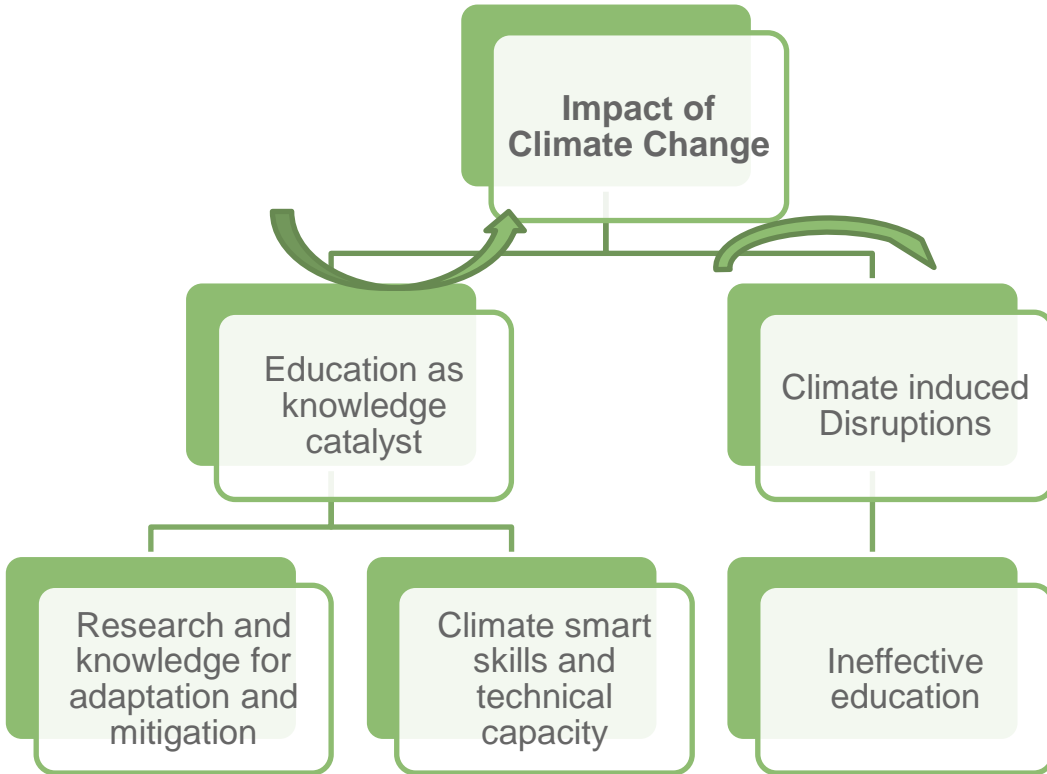 Impact of
Climate Change
Education as
knowledge
catalyst
Climate induced
Disruptions
Research and
knowledge for
adaptation and
mitigation
Climate smart
skills and
technical
capacity
Ineffective
education